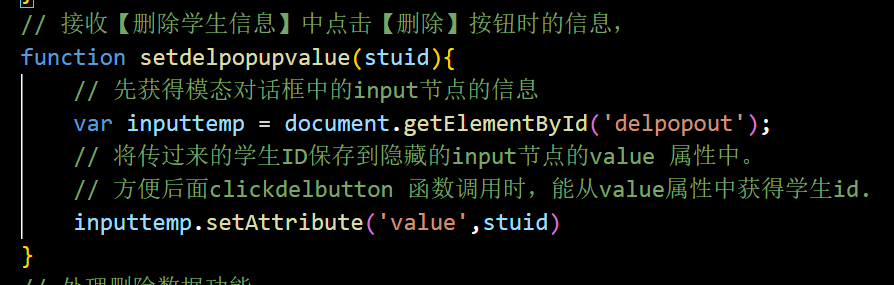 }
// 接收【删除学生信息】中点击【删除】按钮时的信息，
function setdelpopupvalue(stuid){
// 先获得模态对话框中的input节点的信息
var inputtemp = document.getElementById('delpopout');
// 将传过来的学生ID保存到隐藏的input节点的value 属性中。
// 方便后面clickdelbutton 函数调用时，能从value属性中获得学生id.
inputtemp.setAttribute('value',stuid)
}
// 处理删除数据功能